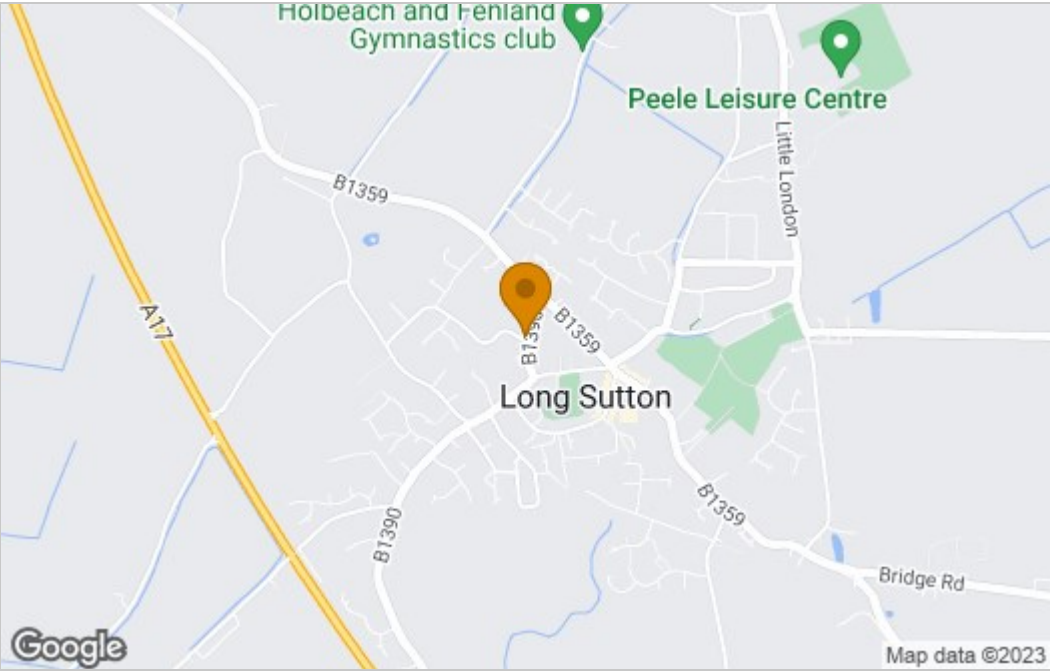 Holbeach and Fenland
Gymnastics club
Peele Leisure Centre
Little London
B1359
A17
B1390
B1359
Long Sutton
B1359
B1390
Bridge Rd
Google
Map data ©2023